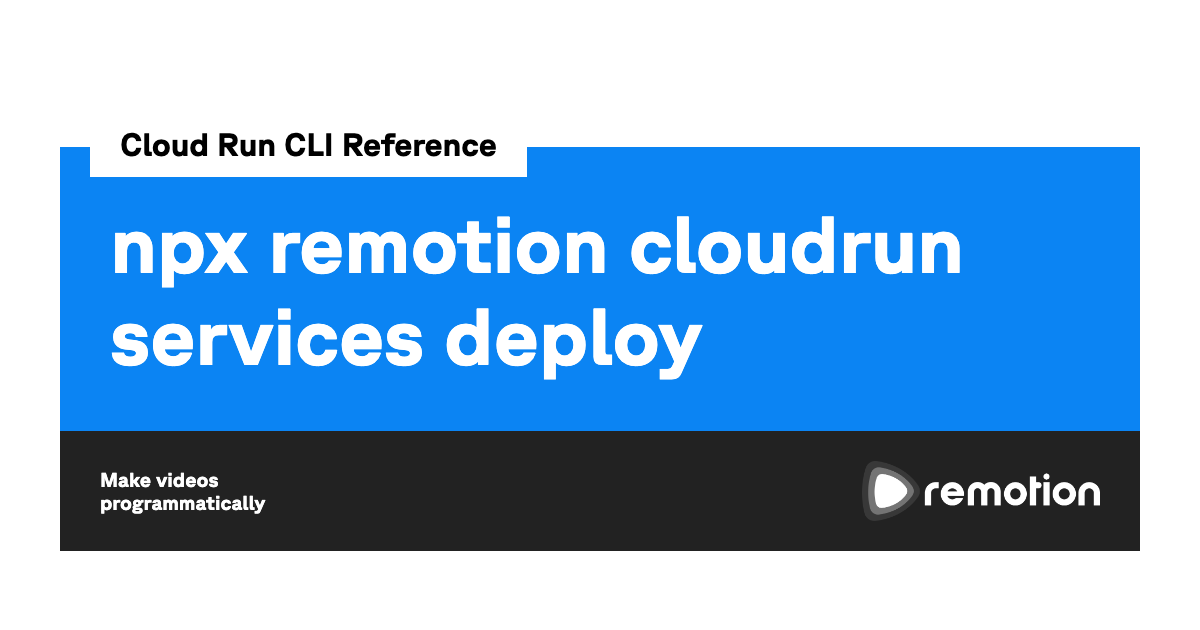 Cloud Run CLI Reference
npx remotion cloudrun
services deploy
Make videos
programmatically
remotion